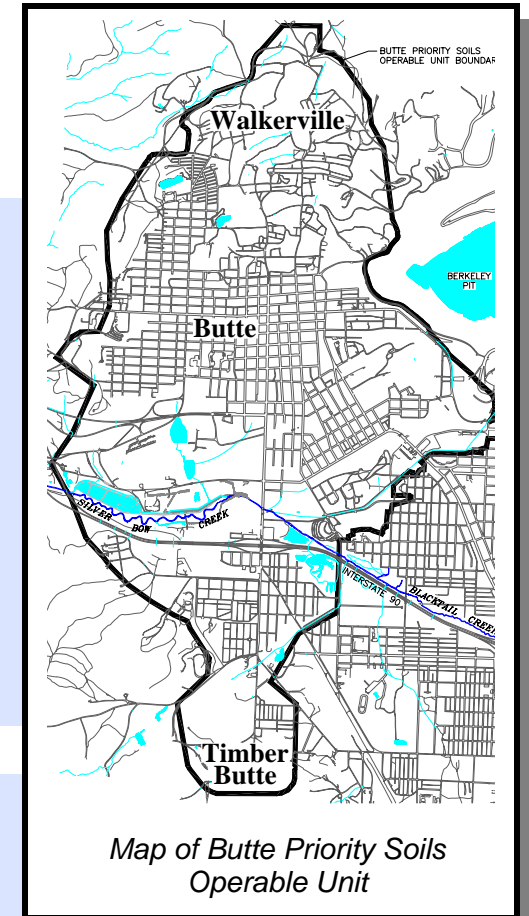 BUTTE PRIORITY SOILS
OPERABLE UNIT BOUNDAR
Walkerville
BERKELEY
PIT
Butte
SILVER BOW CREEK
INTERSTATE 90
BLACKTAIL CREEK
Timber
Butte
Map of Butte Priority Soils
Operable Unit